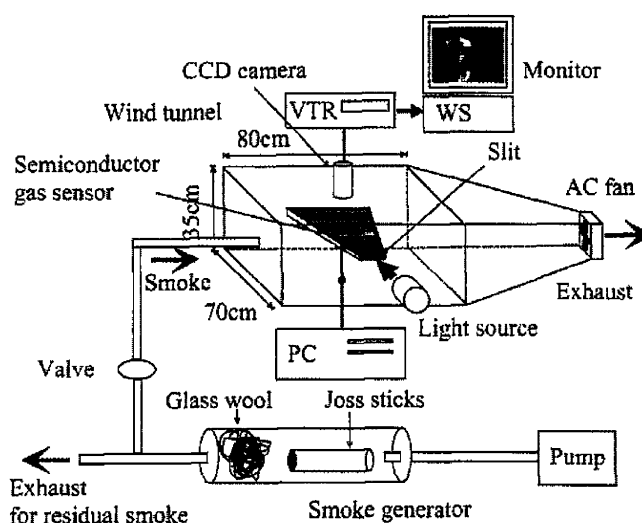 CCD camera
Monitor
Wind tunnel
VTR
WS
80cm
Slit
Semiconductor
gas sensor
AC fan
35cm
Smoke
70cm
Exhaust
Light source
PC
Valve
Glass wool
Joss sticks
Pump
Exhaust
for residual smoke
Smoke generator